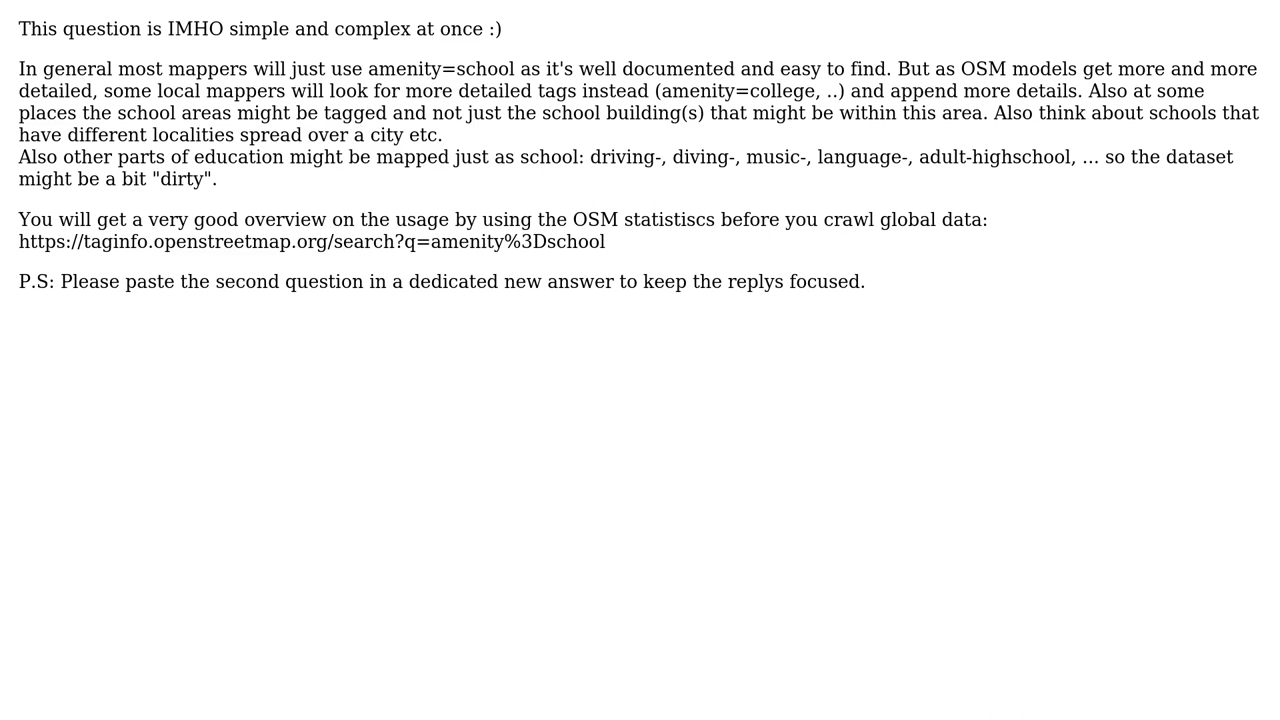 This question is IMHO simple and complex at once :)
In general most mappers will just use amenity=school as it's well documented and easy to find. But as OSM models get more and more
detailed, some local mappers will look for more detailed tags instead (amenity=college, ..) and append more details. Also at some
places the school areas might be tagged and not just the school building(s) that might be within this area. Also think about schools that
have different localities spread over a city etc.
Also other parts of education might be mapped just as school: driving-, diving-, music-, language-, adult-highschool, ... so the dataset
might be a bit "dirty".
You will get a very good overview on the usage by using the OSM statistiscs before you crawl global data:
https://taginfo.openstreetmap.org/search?q=amenity%3Dschool
P.S: Please paste the second question in a dedicated new answer to keep the replys focused.